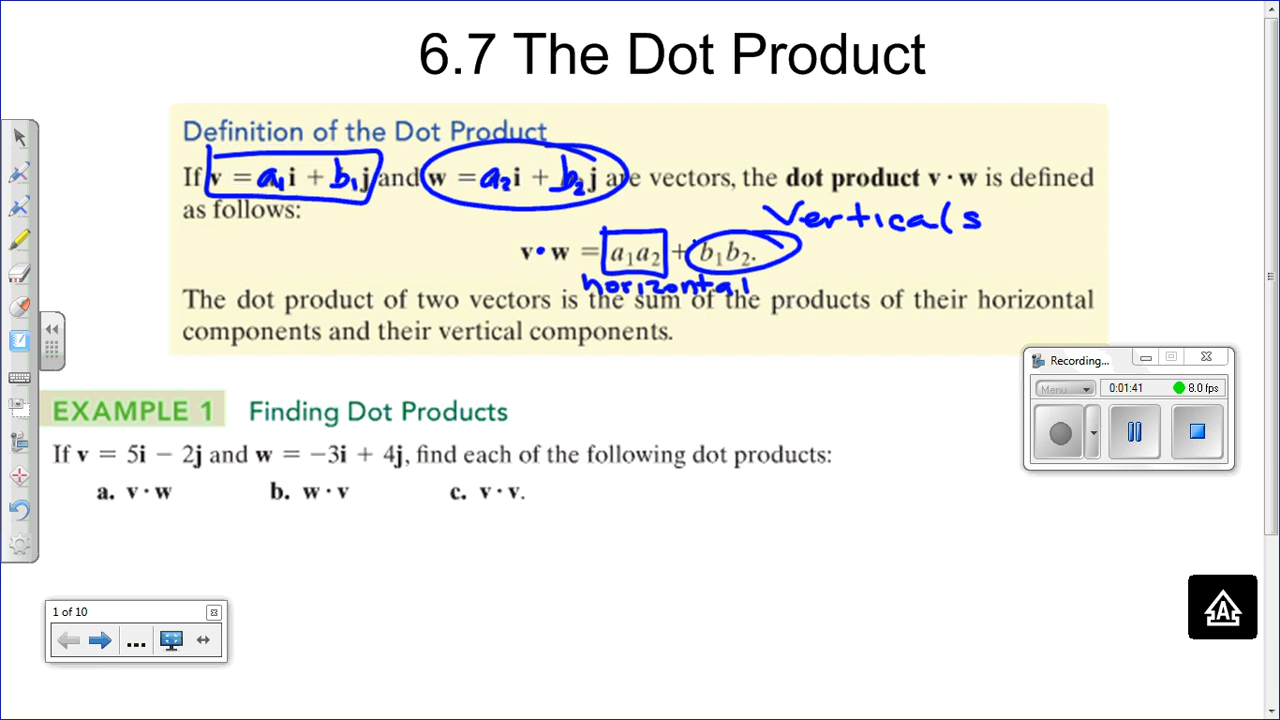 6.7 The Dot Product
Definition of the Dot Product
If v = a₁i + b₁j and w = a₂i + b₂j are vectors, the dot product v · w is defined
as follows:
Verticals
v · w = a₁a₂ + b₁b₂.
horizontal
The dot product of two vectors is the sum of the products of their horizontal
components and their vertical components.
EXAMPLE 1 Finding Dot Products
If v = 5i − 2j and w = −3i + 4j, find each of the following dot products:
a. v · w b. w · v c. v · v.
Recording...
Menu 0:01:41 8.0 fps
1 of 10
...
A